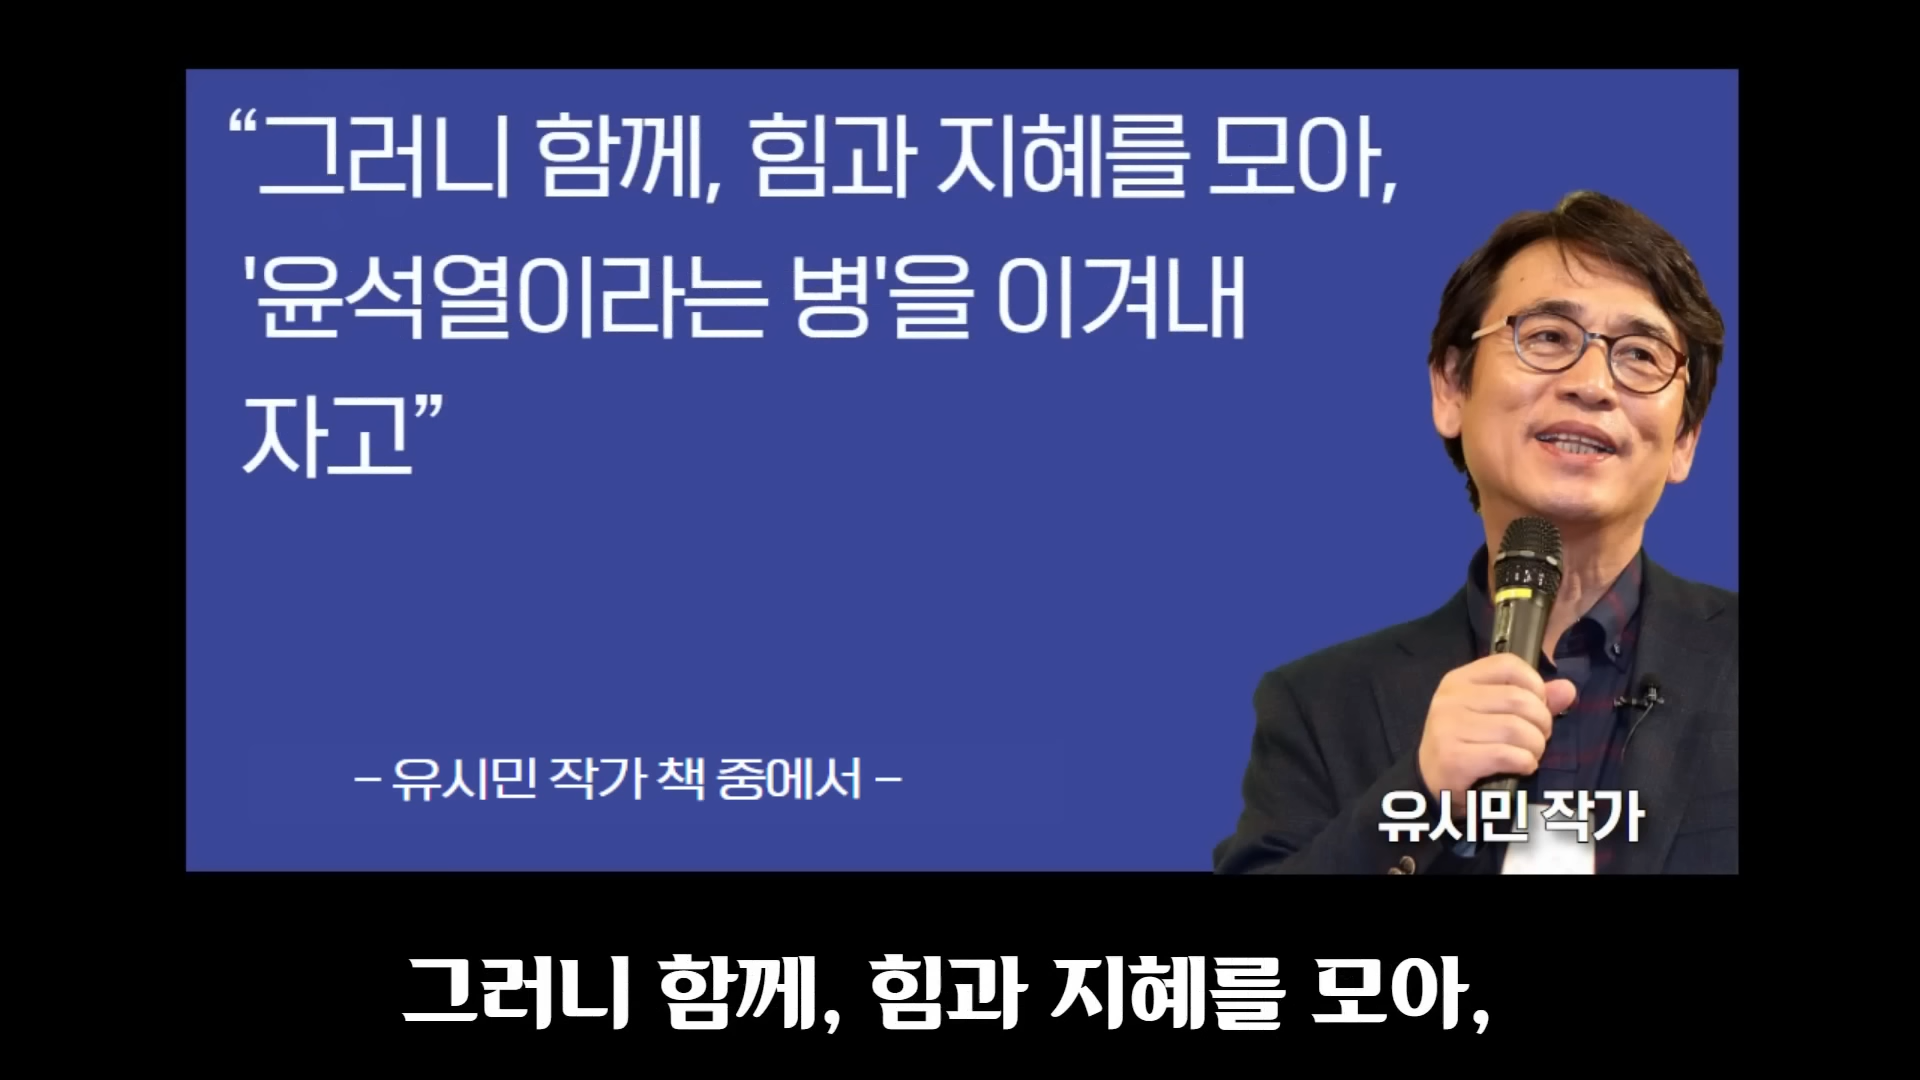 “그러니 함께, 힘과 지혜를 모아,
'윤석열이라는 병'을 이겨내
자고”
– 유시민 작가 책 중에서 –
유시민 작가
그러니 함께, 힘과 지혜를 모아,